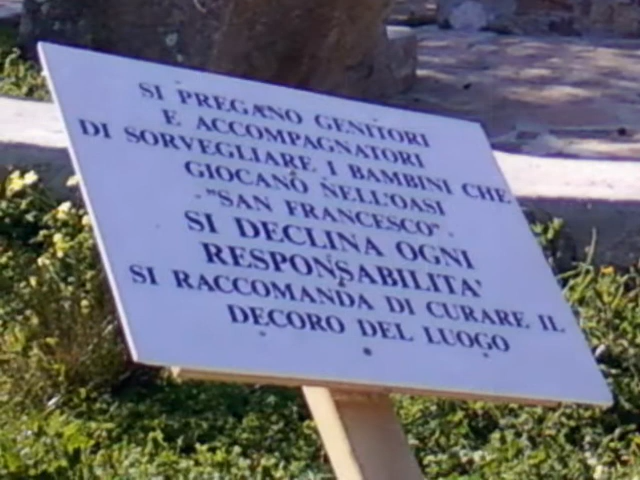 SI PREGANO GENITORI
E ACCOMPAGNATORI
DI SORVEGLIARE I BAMBINI CHE
GIOCANO NELL'OASI
"SAN FRANCESCO"
SI DECLINA OGNI
RESPONSABILITA'
SI RACCOMANDA DI CURARE IL
DECORO DEL LUOGO